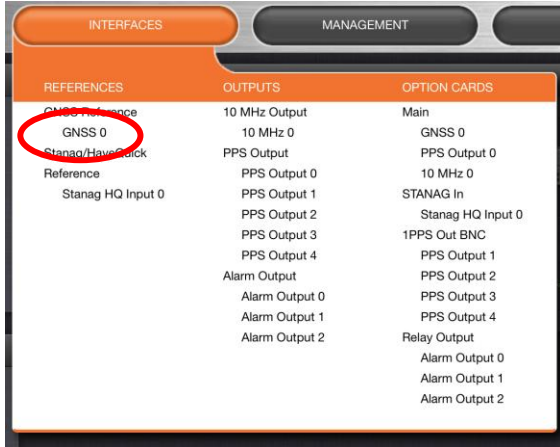 INTERFACES
MANAGEMENT
REFERENCES
GNSS Reference
GNSS 0
Stanag/HaveQuick
Reference
Stanag HQ Input 0
OUTPUTS
10 MHz Output
10 MHz 0
PPS Output
PPS Output 0
PPS Output 1
PPS Output 2
PPS Output 3
PPS Output 4
Alarm Output
Alarm Output 0
Alarm Output 1
Alarm Output 2
OPTION CARDS
Main
GNSS 0
PPS Output 0
10 MHz 0
STANAG In
Stanag HQ Input 0
1PPS Out BNC
PPS Output 1
PPS Output 2
PPS Output 3
PPS Output 4
Relay Output
Alarm Output 0
Alarm Output 1
Alarm Output 2